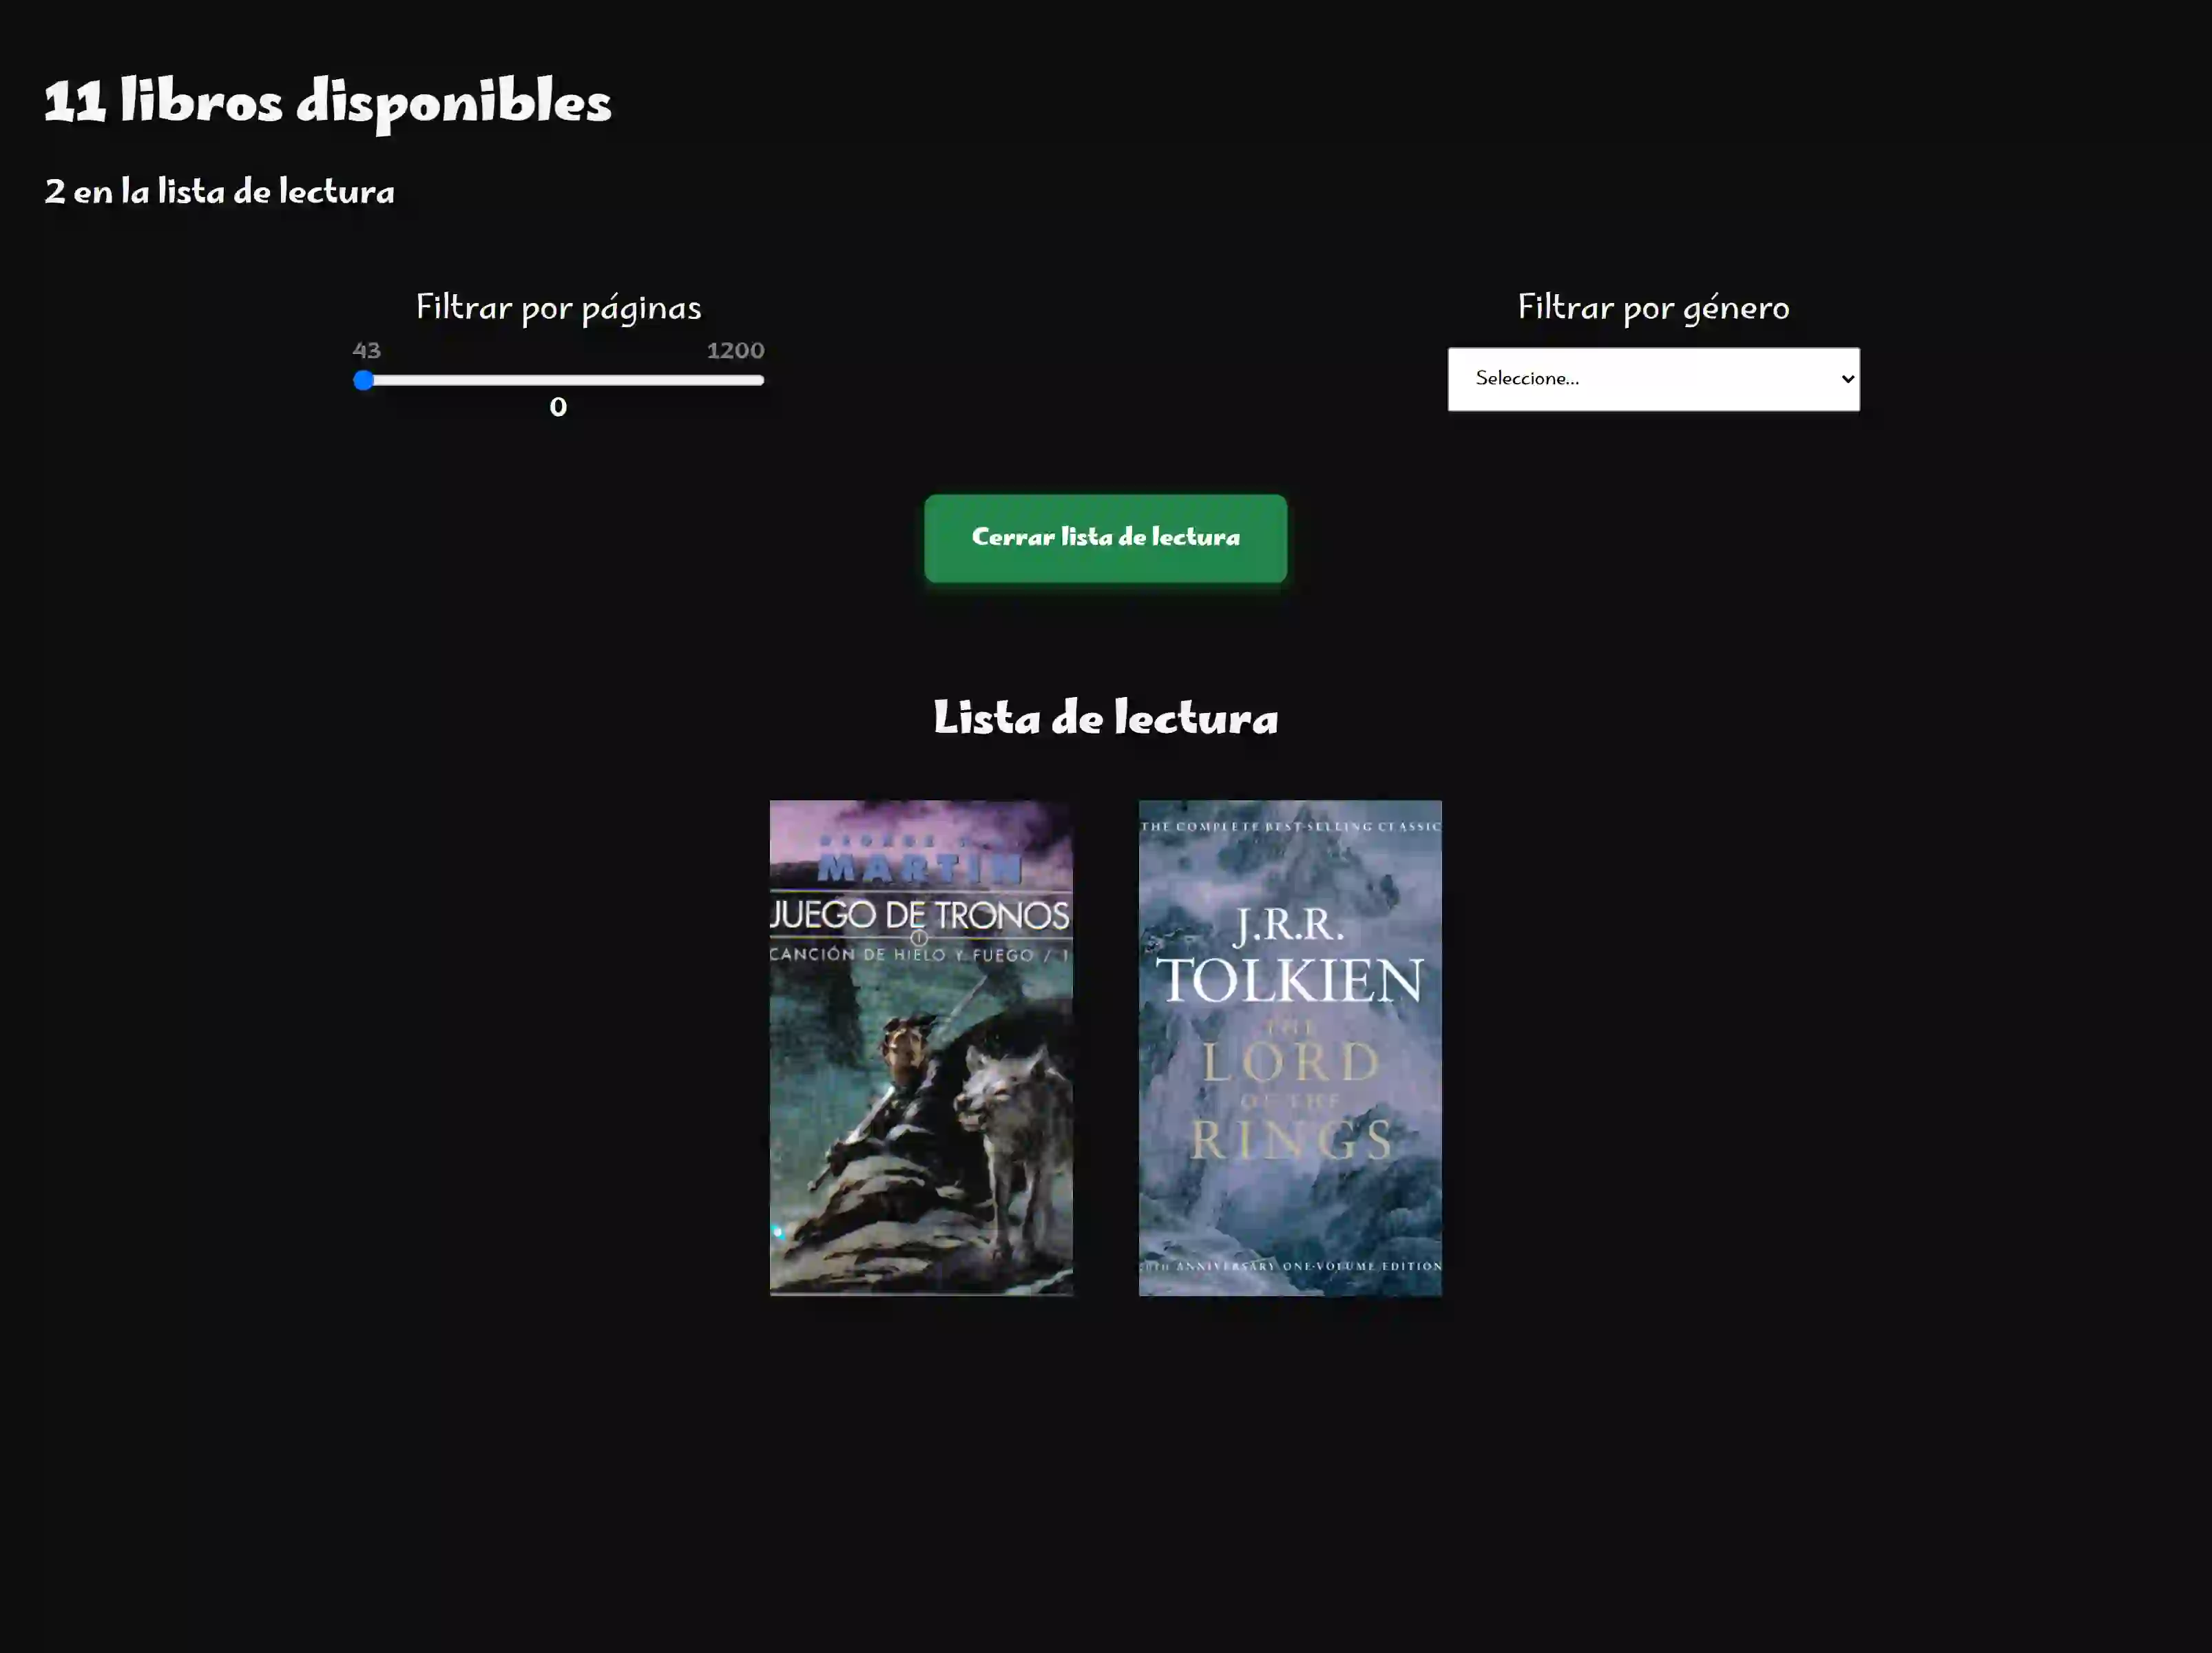 11 libros disponibles
2 en la lista de lectura
Filtrar por páginas
43 1200
0
Filtrar por género
Seleccione...
Cerrar lista de lectura
Lista de lectura
GEORGE
MARTIN
JUEGO DE TRONOS
CANCIÓN DE HIELO Y FUEGO / 1
THE COMPLETE BEST-SELLING CLASSIC
J.R.R.
TOLKIEN
THE
LORD
OF THE
RINGS
ANNIVERSARY ONE-VOLUME EDITION